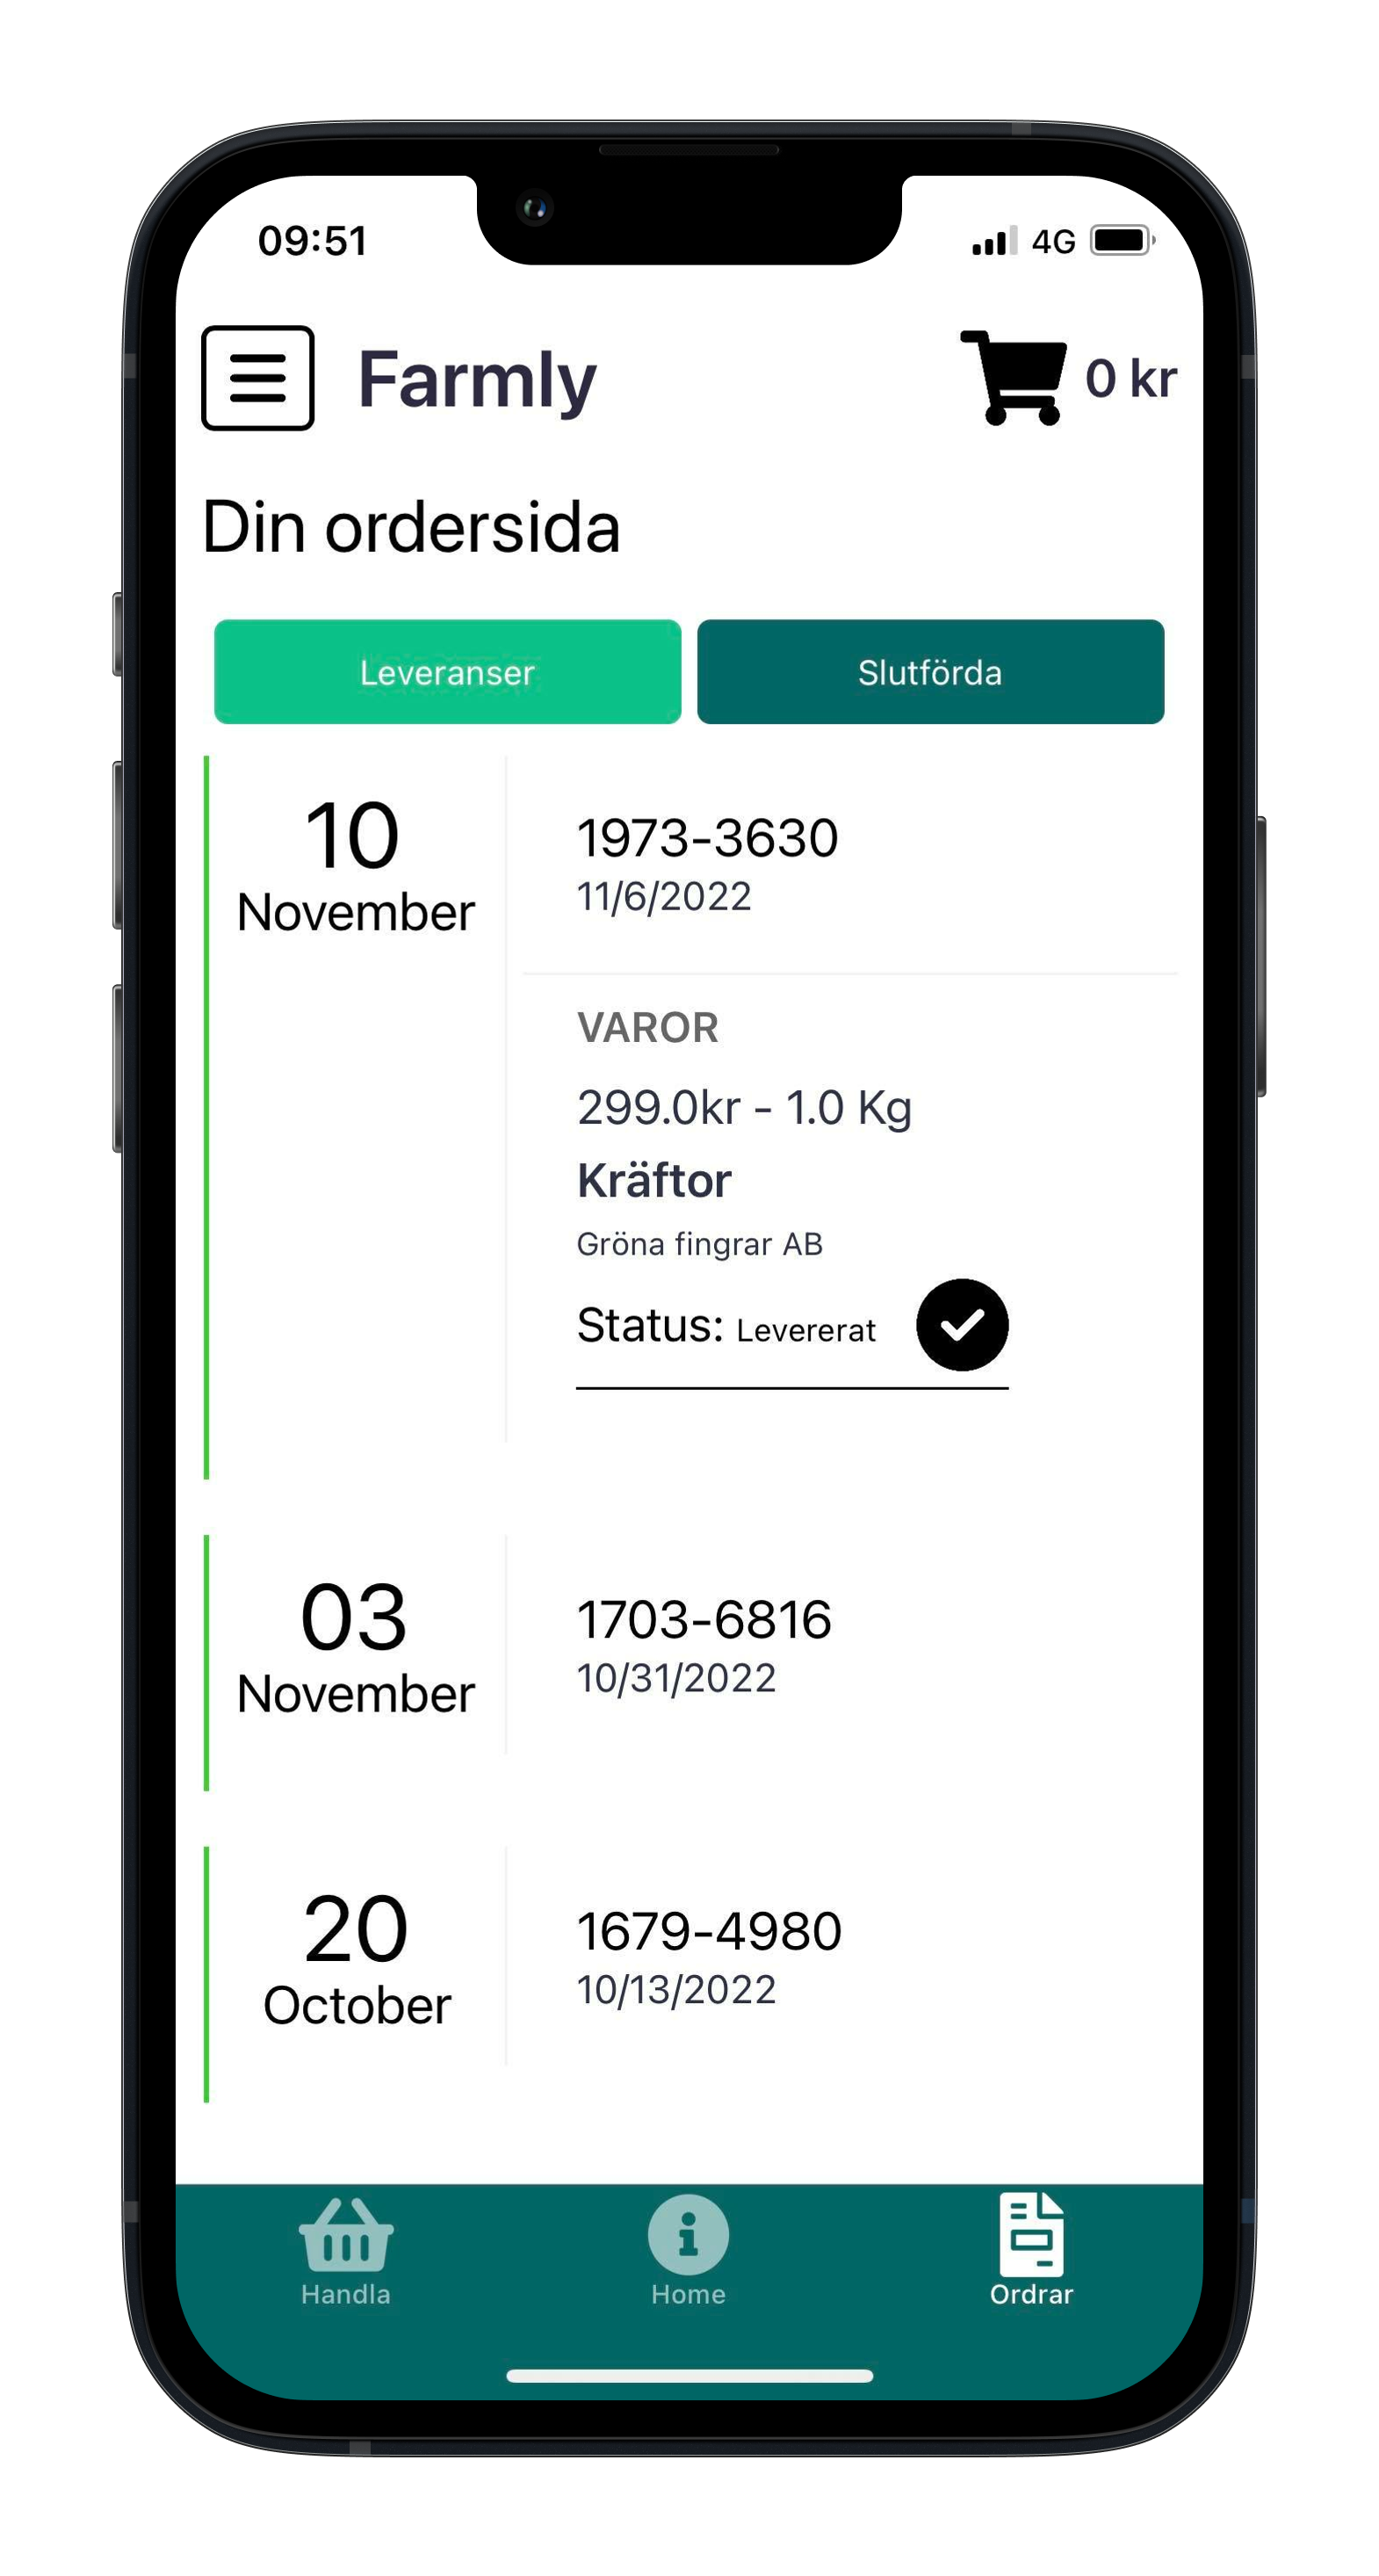 09:51 4G
Farmly 0 kr
Din ordersida
Leveranser Slutförda
10
November
1973-3630
11/6/2022
VAROR
299.0kr - 1.0 Kg
Kräftor
Gröna fingrar AB
Status: Levererat
03
November
1703-6816
10/31/2022
20
October
1679-4980
10/13/2022
Handla Home Ordrar